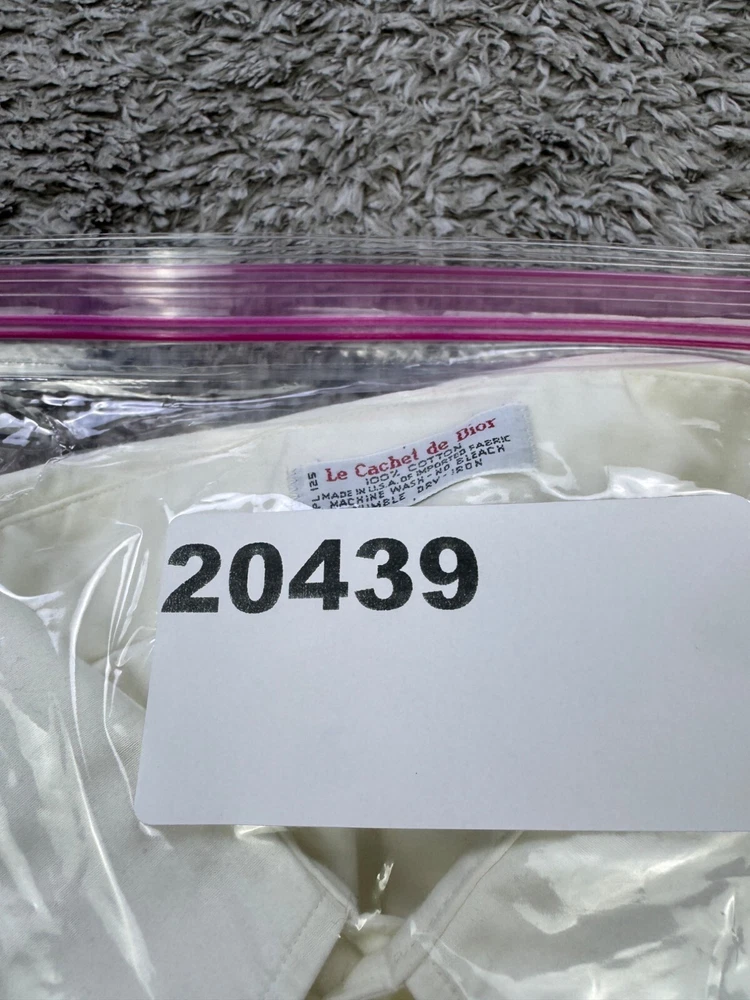 Le Cachet de Dior
100% COTTON
MADE IN U.S.A. OF IMPORTED FABRIC
MACHINE WASH - NO BLEACH
TUMBLE DRY - IRON
20439